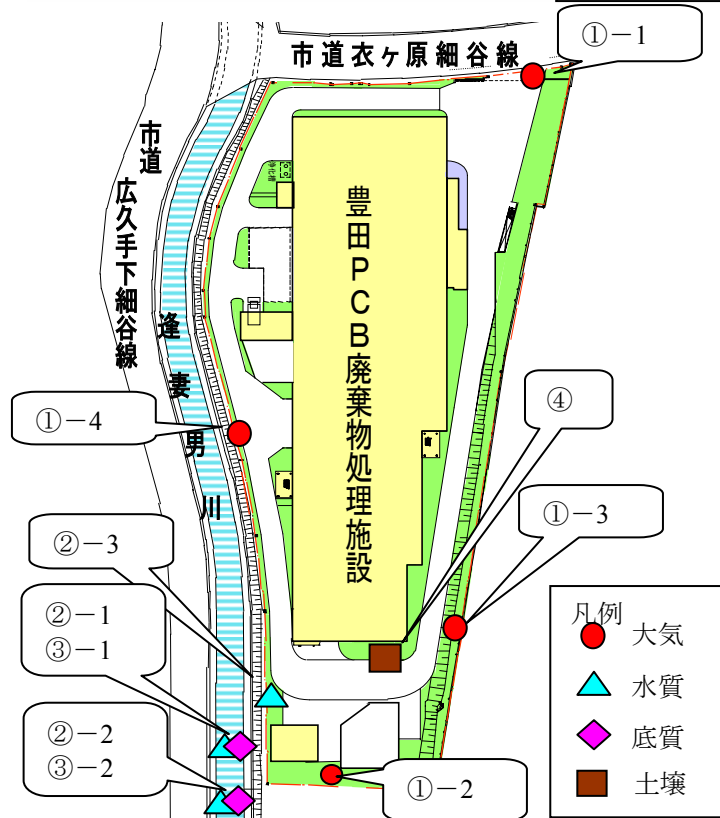 ①－1
市道衣ヶ原細谷線
市道
広久手下細谷線
浄化槽
豊田PCB廃棄物処理施設
逢妻男川
①－4
④
①－3
②－3
②－1
③－1
②－2
③－2
①－2
凡例
大気
水質
底質
土壌